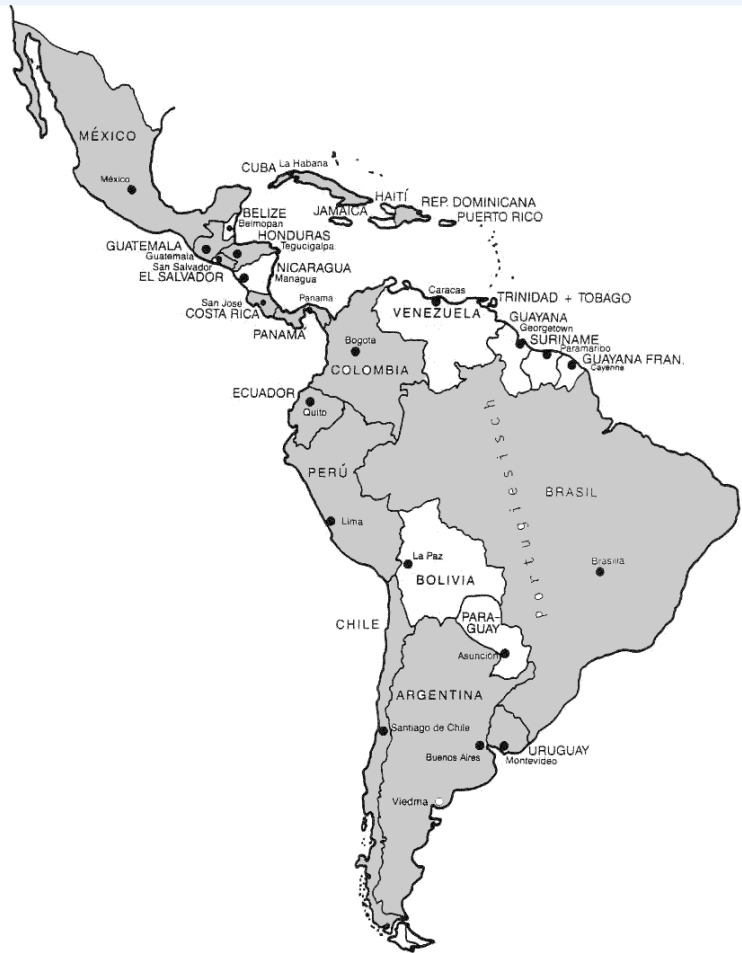 MÉXICO
México
CUBA La Habana
HAITÍ
REP. DOMINICANA
JAMAICA
PUERTO RICO
BELIZE
Belmopan
HONDURAS
Tegucigalpa
GUATEMALA
Guatemala
San Salvador
EL SALVADOR
NICARAGUA
Managua
San José
COSTA RICA
Panama
PANAMÁ
Caracas
TRINIDAD + TOBAGO
VENEZUELA
GUAYANA
Georgetown
SURINAME
Paramaribo
GUAYANA FRAN.
Cayenne
Bogota
COLOMBIA
ECUADOR
Quito
PERÚ
Lima
BRASIL
portugiesisch
Brasilia
La Paz
BOLIVIA
CHILE
PARA-
GUAY
Asunción
ARGENTINA
Santiago de Chile
Buenos Aires
URUGUAY
Montevideo
Viedma